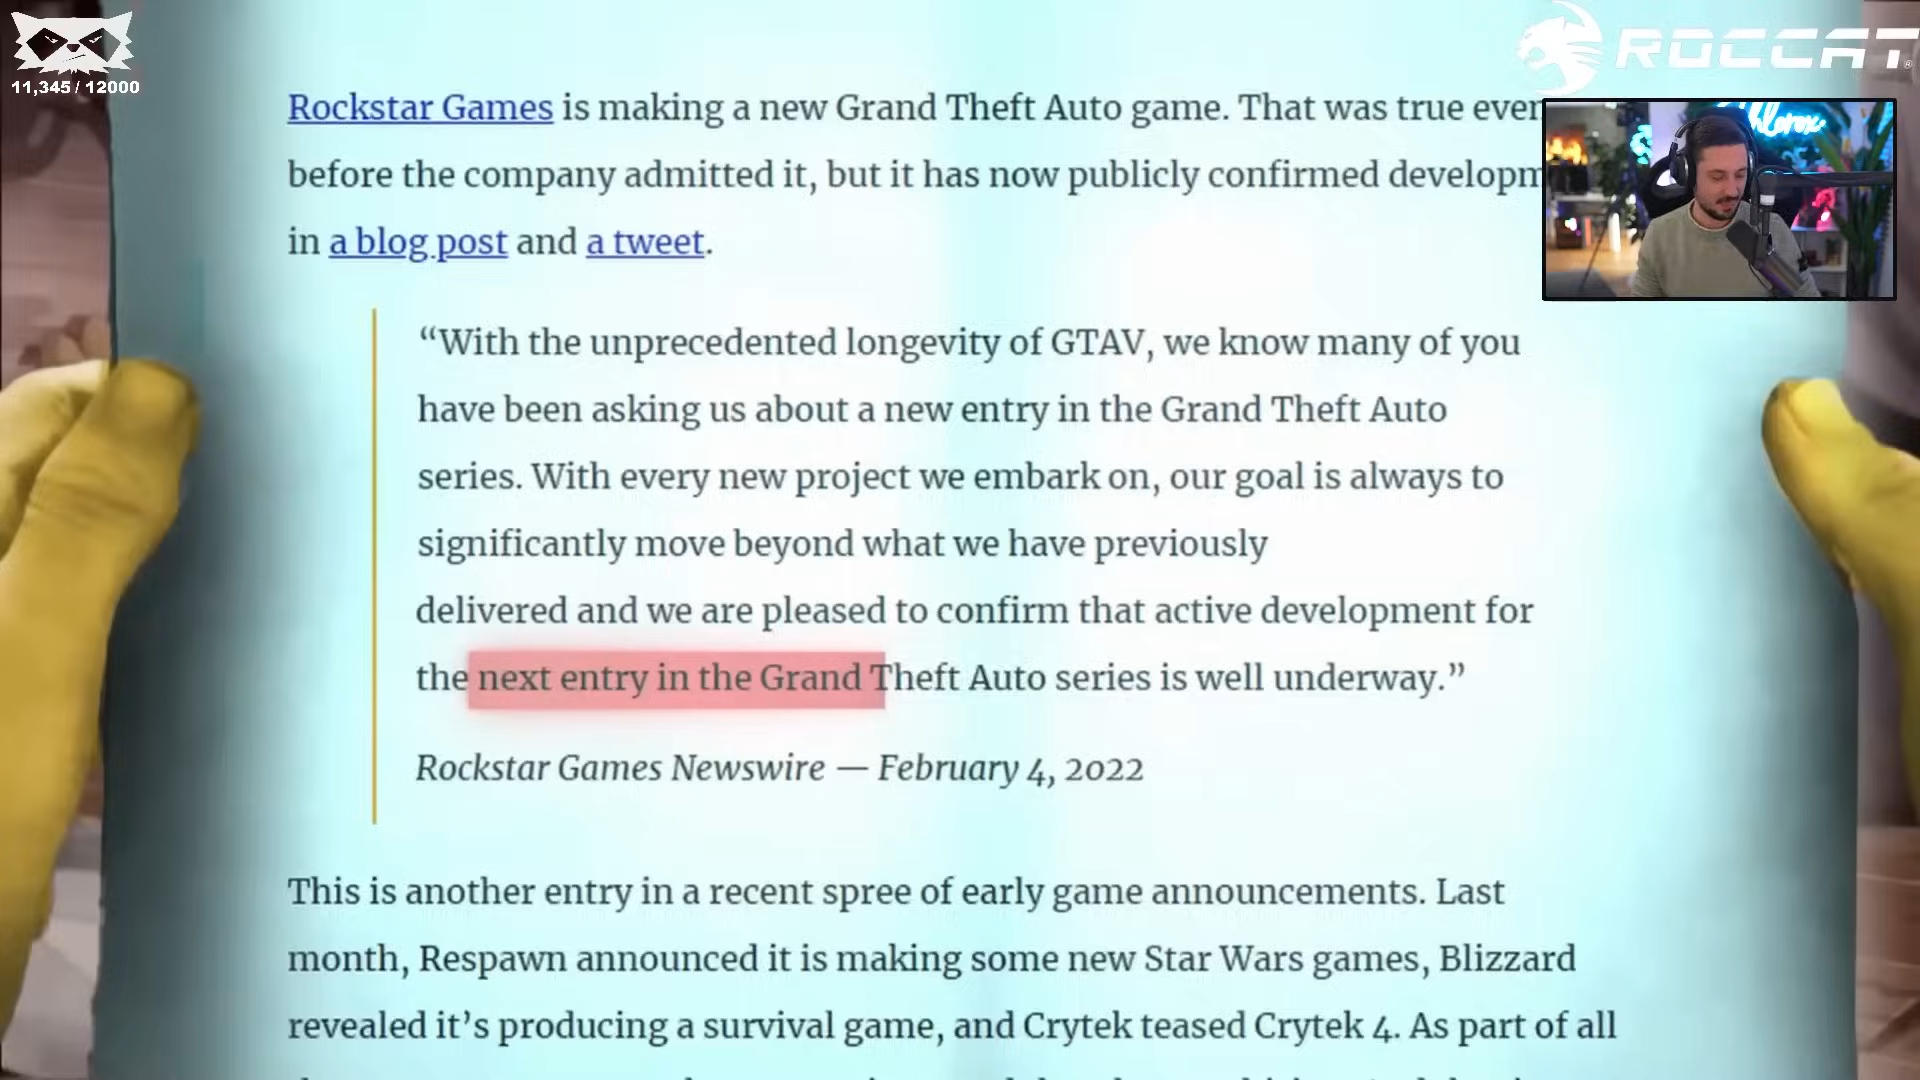 11,345 / 12000
ROCCAT
Rockstar Games is making a new Grand Theft Auto game. That was true even
before the company admitted it, but it has now publicly confirmed developm
in a blog post and a tweet.
“With the unprecedented longevity of GTAV, we know many of you
have been asking us about a new entry in the Grand Theft Auto
series. With every new project we embark on, our goal is always to
significantly move beyond what we have previously
delivered and we are pleased to confirm that active development for
the next entry in the Grand Theft Auto series is well underway.”
Rockstar Games Newswire — February 4, 2022
This is another entry in a recent spree of early game announcements. Last
month, Respawn announced it is making some new Star Wars games, Blizzard
revealed it’s producing a survival game, and Crytek teased Crytek 4. As part of all